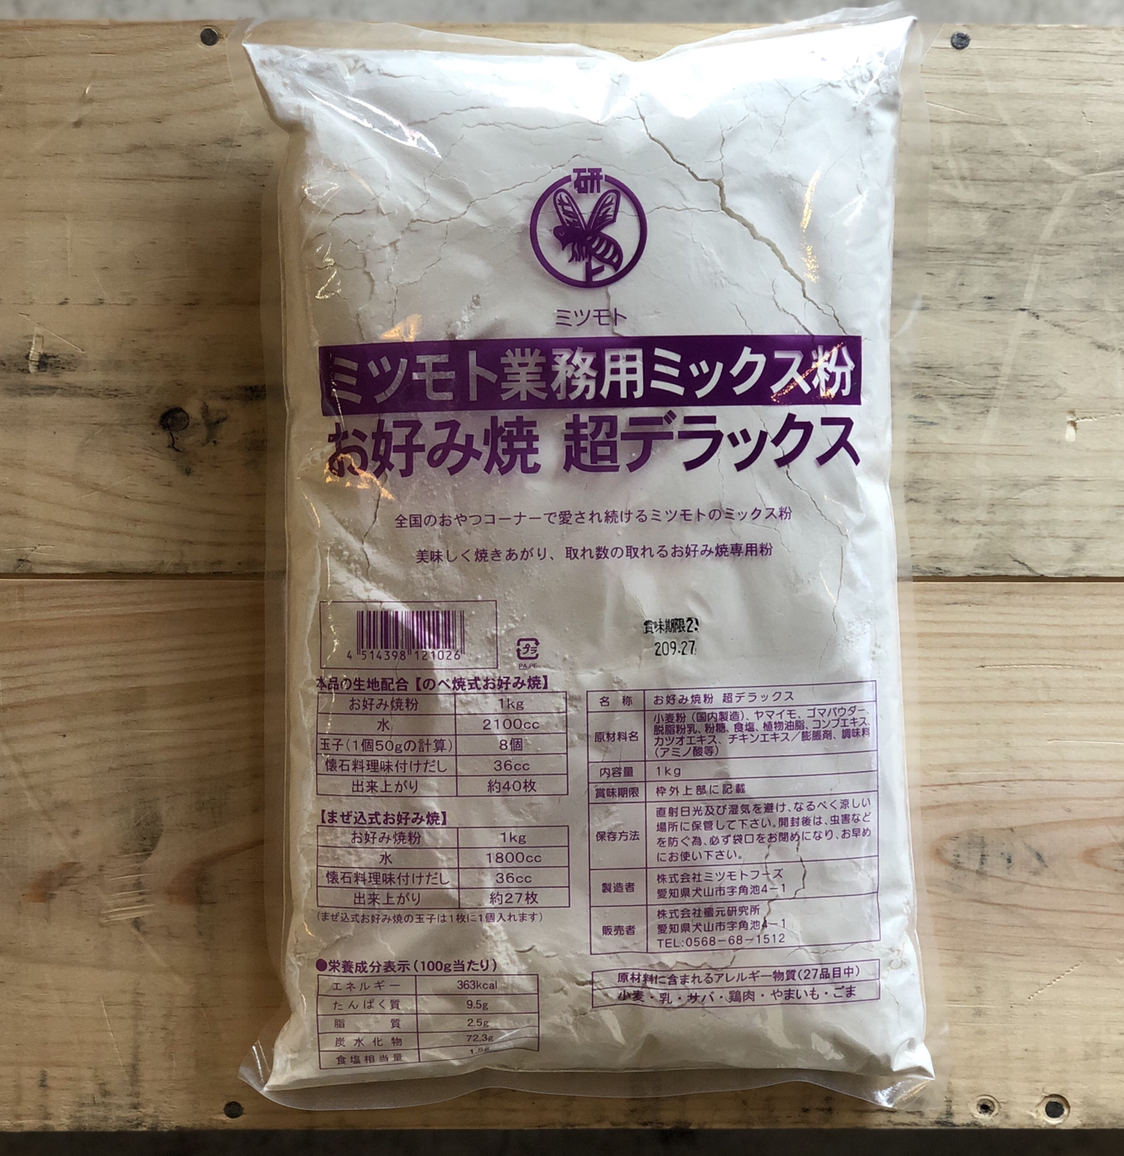 研
ミツモト
ミツモト業務用ミックス粉
お好み焼 超デラックス
全国のおやつコーナーで愛され続けるミツモトのミックス粉
美味しく焼きあがり、取れ数の取れるお好み焼専用粉
4 514398 121026
プラ
PA,PE
賞味期限2
209.27
本品の生地配合【のべ焼式お好み焼】
お好み焼粉 1kg
水 2100cc
玉子(1個50gの計算) 8個
懐石料理味付けだし 36cc
出来上がり 約40枚
【まぜ込式お好み焼】
お好み焼粉 1kg
水 1800cc
懐石料理味付けだし 36cc
出来上がり 約27枚
(まぜ込式お好み焼の玉子は1枚に1個入れます)
●栄養成分表示(100g当たり)
エネルギー 363kcal
たんぱく質 9.5g
脂質 2.5g
炭水化物 72.3g
食塩相当量
名称 お好み焼粉 超デラックス
原材料名 小麦粉(国内製造)、ヤマイモ、ゴマパウダー、
脱脂粉乳、粉糖、食塩、植物油脂、コンブエキス、
カツオエキス、チキンエキス/膨脹剤、調味料
(アミノ酸等)
内容量 1kg
賞味期限 枠外上部に記載
保存方法 直射日光及び湿気を避け、なるべく涼しい
場所に保管して下さい。開封後は、虫害など
を防ぐ為、必ず袋口をお閉めになり、お早め
にお使い下さい。
製造者 株式会社ミツモトフーズ
愛知県犬山市字角池4−1
販売者 株式会社蜜元研究所
愛知県犬山市字角池4−1
TEL:0568−68−1512
原材料に含まれるアレルギー物質(27品目中)
小麦・乳・サバ・鶏肉・やまいも・ごま